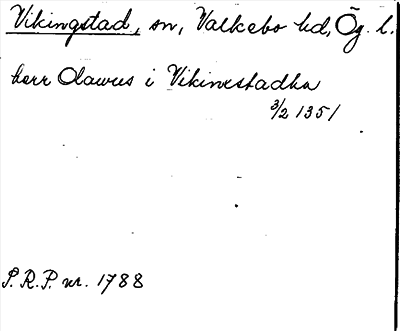 Vikingstad, sn, Valkebo hd, Ög. l.
herr Olawus i Vikinestadha
3/2 1351
S.R.P. nr. 1788